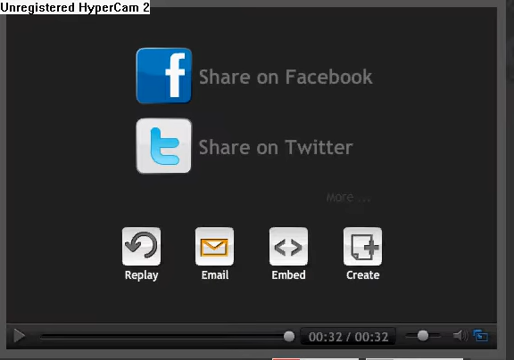 Unregistered HyperCam 2
f Share on Facebook
t Share on Twitter
More ...
Replay Email Embed Create
00:32 / 00:32